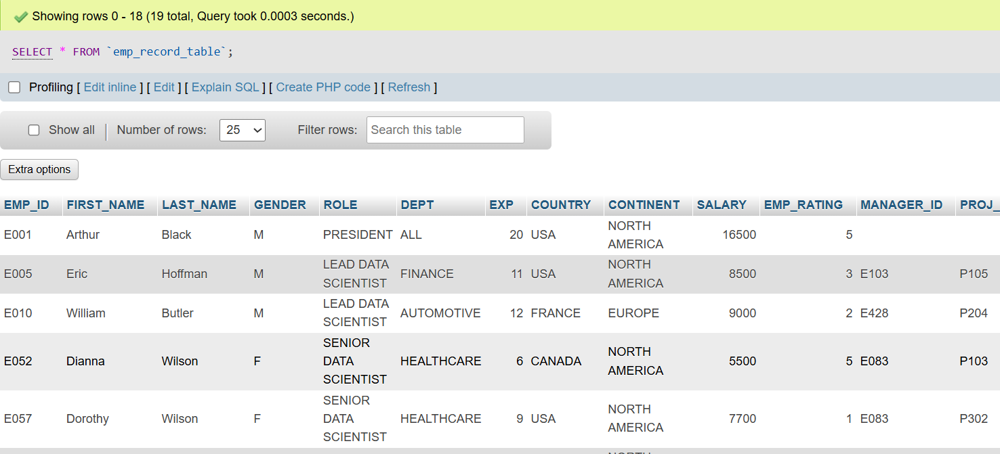 Showing rows 0 - 18 (19 total, Query took 0.0003 seconds.)
SELECT * FROM `emp_record_table`;
Profiling [ Edit inline ] [ Edit ] [ Explain SQL ] [ Create PHP code ] [ Refresh ]
Show all | Number of rows: 25 Filter rows: Search this table
Extra options
EMP_ID FIRST_NAME LAST_NAME GENDER ROLE DEPT EXP COUNTRY CONTINENT SALARY EMP_RATING MANAGER_ID PROJ_
E001 Arthur Black M PRESIDENT ALL 20 USA NORTH AMERICA 16500 5
E005 Eric Hoffman M LEAD DATA SCIENTIST FINANCE 11 USA NORTH AMERICA 8500 3 E103 P105
E010 William Butler M LEAD DATA SCIENTIST AUTOMOTIVE 12 FRANCE EUROPE 9000 2 E428 P204
E052 Dianna Wilson F SENIOR DATA SCIENTIST HEALTHCARE 6 CANADA NORTH AMERICA 5500 5 E083 P103
E057 Dorothy Wilson F SENIOR DATA SCIENTIST HEALTHCARE 9 USA NORTH AMERICA 7700 1 E083 P302